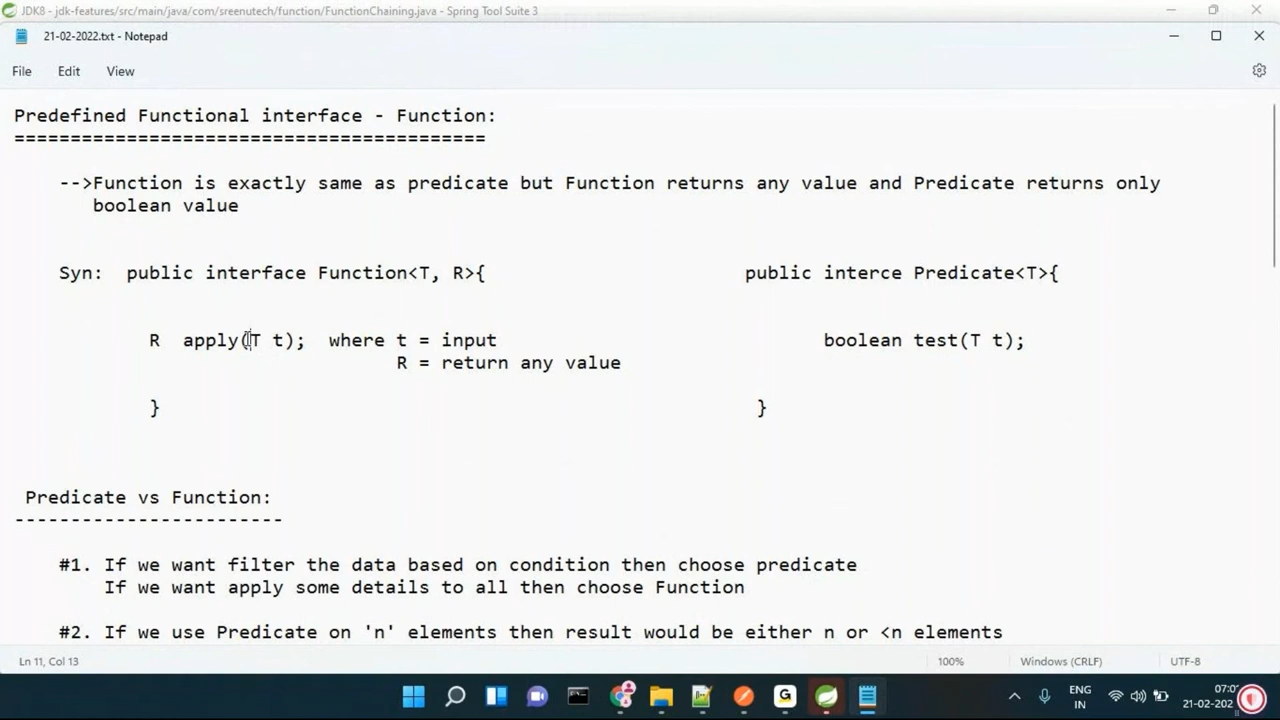 JDK8 - jdk-features/src/main/java/com/sreenutech/function/FunctionChaining.java - Spring Tool Suite 3
21-02-2022.txt - Notepad
File Edit View
Predefined Functional interface - Function:
==========================================
-->Function is exactly same as predicate but Function returns any value and Predicate returns only
boolean value
Syn: public interface Function<T, R>{ public interce Predicate<T>{
R apply(T t); where t = input boolean test(T t);
R = return any value
} }
Predicate vs Function:
------------------------
#1. If we want filter the data based on condition then choose predicate
If we want apply some details to all then choose Function
#2. If we use Predicate on 'n' elements then result would be either n or <n elements
Ln 11, Col 13 100% Windows (CRLF) UTF-8
ENG
IN
21-02-202